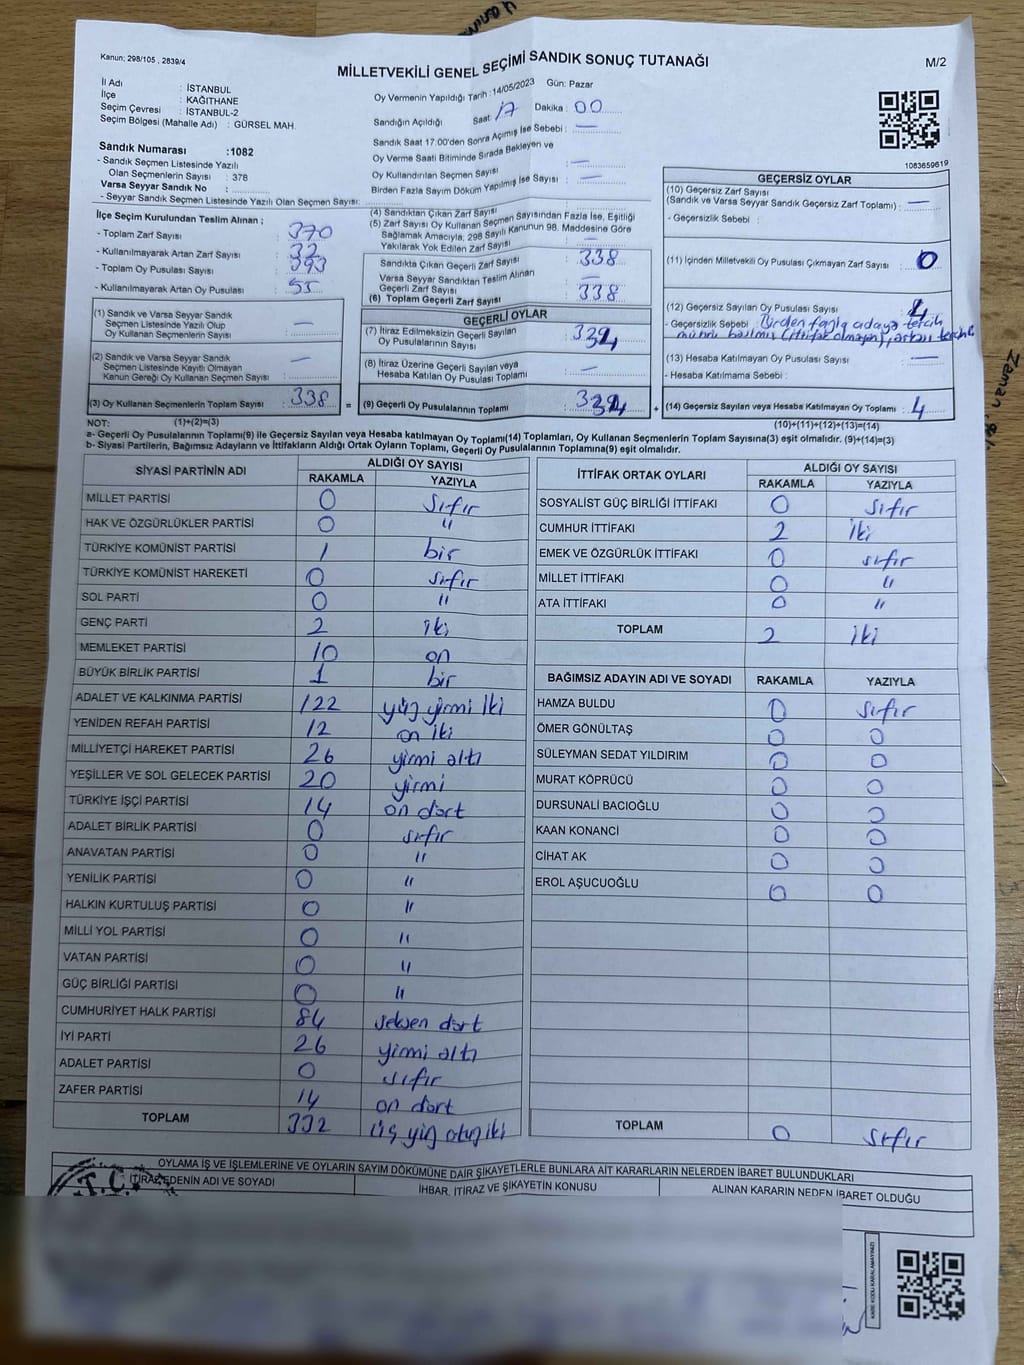 Kanun; 298/105 , 2839/4
MİLLETVEKİLİ GENEL SEÇİMİ SANDIK SONUÇ TUTANAĞI
M/2
İl Adı : İSTANBUL
İlçe : KAĞITHANE
Seçim Çevresi : İSTANBUL-2
Seçim Bölgesi (Mahalle Adı) : GÜRSEL MAH.
Sandık Numarası :1082
- Sandık Seçmen Listesinde Yazılı
Olan Seçmenlerin Sayısı : 378
Varsa Seyyar Sandık No :
- Seyyar Sandık Seçmen Listesinde Yazılı Olan Seçmen Sayısı:
Oy Vermenin Yapıldığı Tarih : 14/05/2023 Gün: Pazar
Sandığın Açıldığı Saat : 17 Dakika : 00
Sandık Saat 17:00'den Sonra Açımış İse Sebebi : —
Oy Verme Saati Bitiminde Sırada Bekleyen ve
Oy Kullandırılan Seçmen Sayısı : —
Birden Fazla Sayım Döküm Yapılmış İse Sayısı : —
1083659619
İlçe Seçim Kurulundan Teslim Alınan ;
- Toplam Zarf Sayısı : 370
- Kullanılmayarak Artan Zarf Sayısı : 32
- Toplam Oy Pusulası Sayısı : 393
- Kullanılmayarak Artan Oy Pusulası : 55
(1) Sandık ve Varsa Seyyar Sandık
Seçmen Listesinde Yazılı Olup
Oy Kullanan Seçmenlerin Sayısı : —
(2) Sandık ve Varsa Seyyar Sandık
Seçmen Listesinde Kayıtlı Olmayan
Kanun Gereği Oy Kullanan Seçmen Sayısı : —
(3) Oy Kullanan Seçmenlerin Toplam Sayısı : 338
(4) Sandıktan Çıkan Zarf Sayısı
(5) Zarf Sayısı Oy Kullanan Seçmen Sayısından Fazla İse, Eşitliği
Sağlamak Amacıyla, 298 Sayılı Kanunun 98. Maddesine Göre
Yakılarak Yok Edilen Zarf Sayısı : —
Sandıkta Çıkan Geçerli Zarf Sayısı : 338
Varsa Seyyar Sandıktan Teslim Alınan
Geçerli Zarf Sayısı : —
(6) Toplam Geçerli Zarf Sayısı : 338
GEÇERLİ OYLAR
(7) İtiraz Edilmeksizin Geçerli Sayılan
Oy Pusulalarının Sayısı : 334
(8) İtiraz Üzerine Geçerli Sayılan veya
Hesaba Katılan Oy Pusulası Toplamı : —
= (9) Geçerli Oy Pusulalarının Toplamı : 334
GEÇERSİZ OYLAR
(10) Geçersiz Zarf Sayısı
(Sandık ve Varsa Seyyar Sandık Geçersiz Zarf Toplamı) : —
- Geçersizlik Sebebi :
(11) İçinden Milletvekili Oy Pusulası Çıkmayan Zarf Sayısı : 0
(12) Geçersiz Sayılan Oy Pusulası Sayısı : 4
- Geçersizlik Sebebi : Birden fazla adaya tercih
mührü basılmış (ittifak olmayan),
(13) Hesaba Katılmayan Oy Pusulası Sayısı : —
- Hesaba Katılmama Sebebi :
+ (14) Geçersiz Sayılan veya Hesaba Katılmayan Oy Toplamı : 4
NOT: (1)+(2)=(3)
(10)+(11)+(12)+(13)=(14)
a- Geçerli Oy Pusulaları Toplamı(9) ile Geçersiz Sayılan veya Hesaba katılmayan Oy Toplamı(14) Toplamları, Oy Kullanan Seçmenlerin Toplam Sayısına(3) eşit olmalıdır. (9)+(14)=(3)
b- Siyasi Partilerin, Bağımsız Adayların ve İttifakların Aldığı Ortak Oyların Toplamı, Geçerli Oy Pusulalarının Toplamına(9) eşit olmalıdır.
SİYASİ PARTİNİN ADI ALDIĞI OY SAYISI
RAKAMLA YAZIYLA
MİLLET PARTİSİ 0 Sıfır
HAK VE ÖZGÜRLÜKLER PARTİSİ 0 "
TÜRKİYE KOMÜNİST PARTİSİ 1 bir
TÜRKİYE KOMÜNİST HAREKETİ 0 sıfır
SOL PARTİ 0 "
GENÇ PARTİ 2 iki
MEMLEKET PARTİSİ 10 on
BÜYÜK BİRLİK PARTİSİ 1 bir
ADALET VE KALKINMA PARTİSİ 122 yüz yirmi iki
YENİDEN REFAH PARTİSİ 12 on iki
MİLLİYETÇİ HAREKET PARTİSİ 26 yirmi altı
YEŞİLLER VE SOL GELECEK PARTİSİ 20 yirmi
TÜRKİYE İŞÇİ PARTİSİ 14 on dört
ADALET BİRLİK PARTİSİ 0 sıfır
ANAVATAN PARTİSİ 0 "
YENİLİK PARTİSİ 0 "
HALKIN KURTULUŞ PARTİSİ 0 "
MİLLİ YOL PARTİSİ 0 "
VATAN PARTİSİ 0 "
GÜÇ BİRLİĞİ PARTİSİ 0 "
CUMHURİYET HALK PARTİSİ 84 seksen dört
İYİ PARTİ 26 yirmi altı
ADALET PARTİSİ 0 sıfır
ZAFER PARTİSİ 14 on dört
TOPLAM 332 üç yüz otuz iki
İTTİFAK ORTAK OYLARI ALDIĞI OY SAYISI
RAKAMLA YAZIYLA
SOSYALİST GÜÇ BİRLİĞİ İTTİFAKI 0 sıfır
CUMHUR İTTİFAKI 2 iki
EMEK VE ÖZGÜRLÜK İTTİFAKI 0 sıfır
MİLLET İTTİFAKI 0 "
ATA İTTİFAKI 0 "
TOPLAM 2 iki
BAĞIMSIZ ADAYIN ADI VE SOYADI RAKAMLA YAZIYLA
HAMZA BULDU 0 sıfır
ÖMER GÖNÜLTAŞ 0 0
SÜLEYMAN SEDAT YILDIRIM 0 0
MURAT KÖPRÜCÜ 0 0
DURSUNALİ BACIOĞLU 0 0
KAAN KONANCİ 0 0
CİHAT AK 0 0
EROL AŞUCUOĞLU 0 0
TOPLAM 0 sıfır
OYLAMA İŞ VE İŞLEMLERİNE VE OYLARIN SAYIM DÖKÜMÜNE DAİR ŞİKAYETLERLE BUNLARA AİT KARARLARIN NELERDEN İBARET BULUNDUKLARI
İTİRAZ EDENİN ADI VE SOYADI İHBAR, İTİRAZ VE ŞİKAYETİN KONUSU ALINAN KARARIN NEDEN İBARET OLDUĞU
T.C.
KARE KODU KARALAMAYINIZ!
Zaman